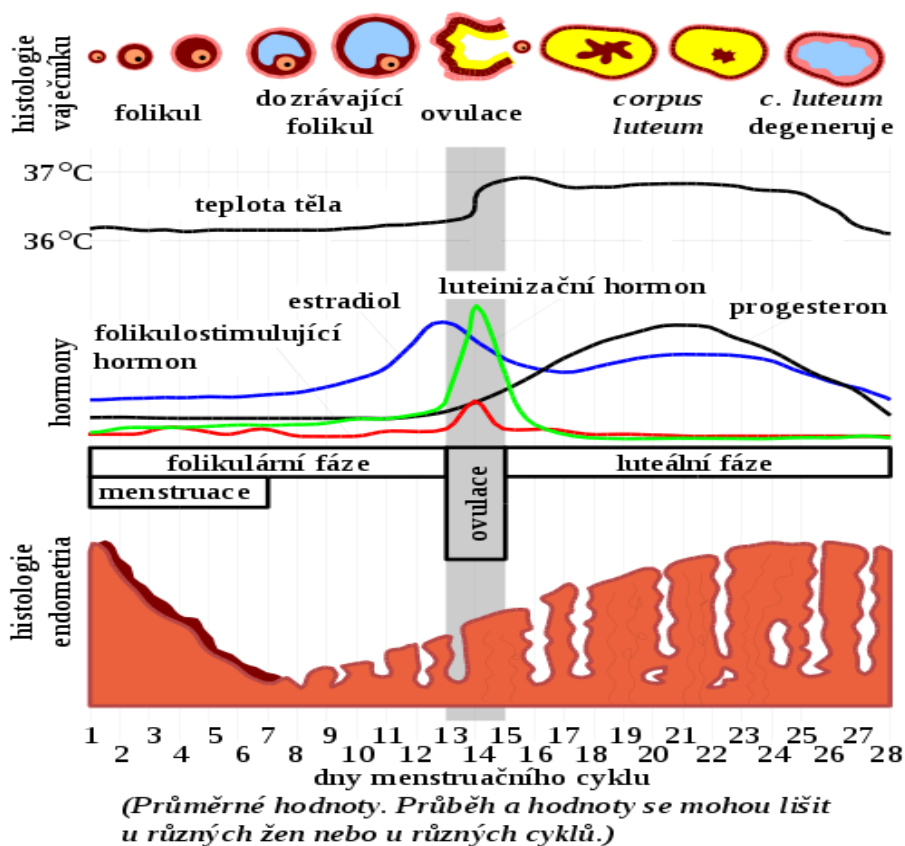 histologie
vaječníku
folikul
dozrávající
folikul
ovulace
corpus
luteum
c. luteum
degeneruje
37 °C
teplota těla
36 °C
hormony
estradiol
luteinizační hormon
progesteron
folikulostimulující
hormon
folikulární fáze
ovulace
luteální fáze
menstruace
histologie
endometria
1 3 5 7 9 11 13 15 17 19 21 23 25 27
2 4 6 8 10 12 14 16 18 20 22 24 26 28
dny menstruačního cyklu
(Průměrné hodnoty. Průběh a hodnoty se mohou lišit
u různých žen nebo u různých cyklů.)